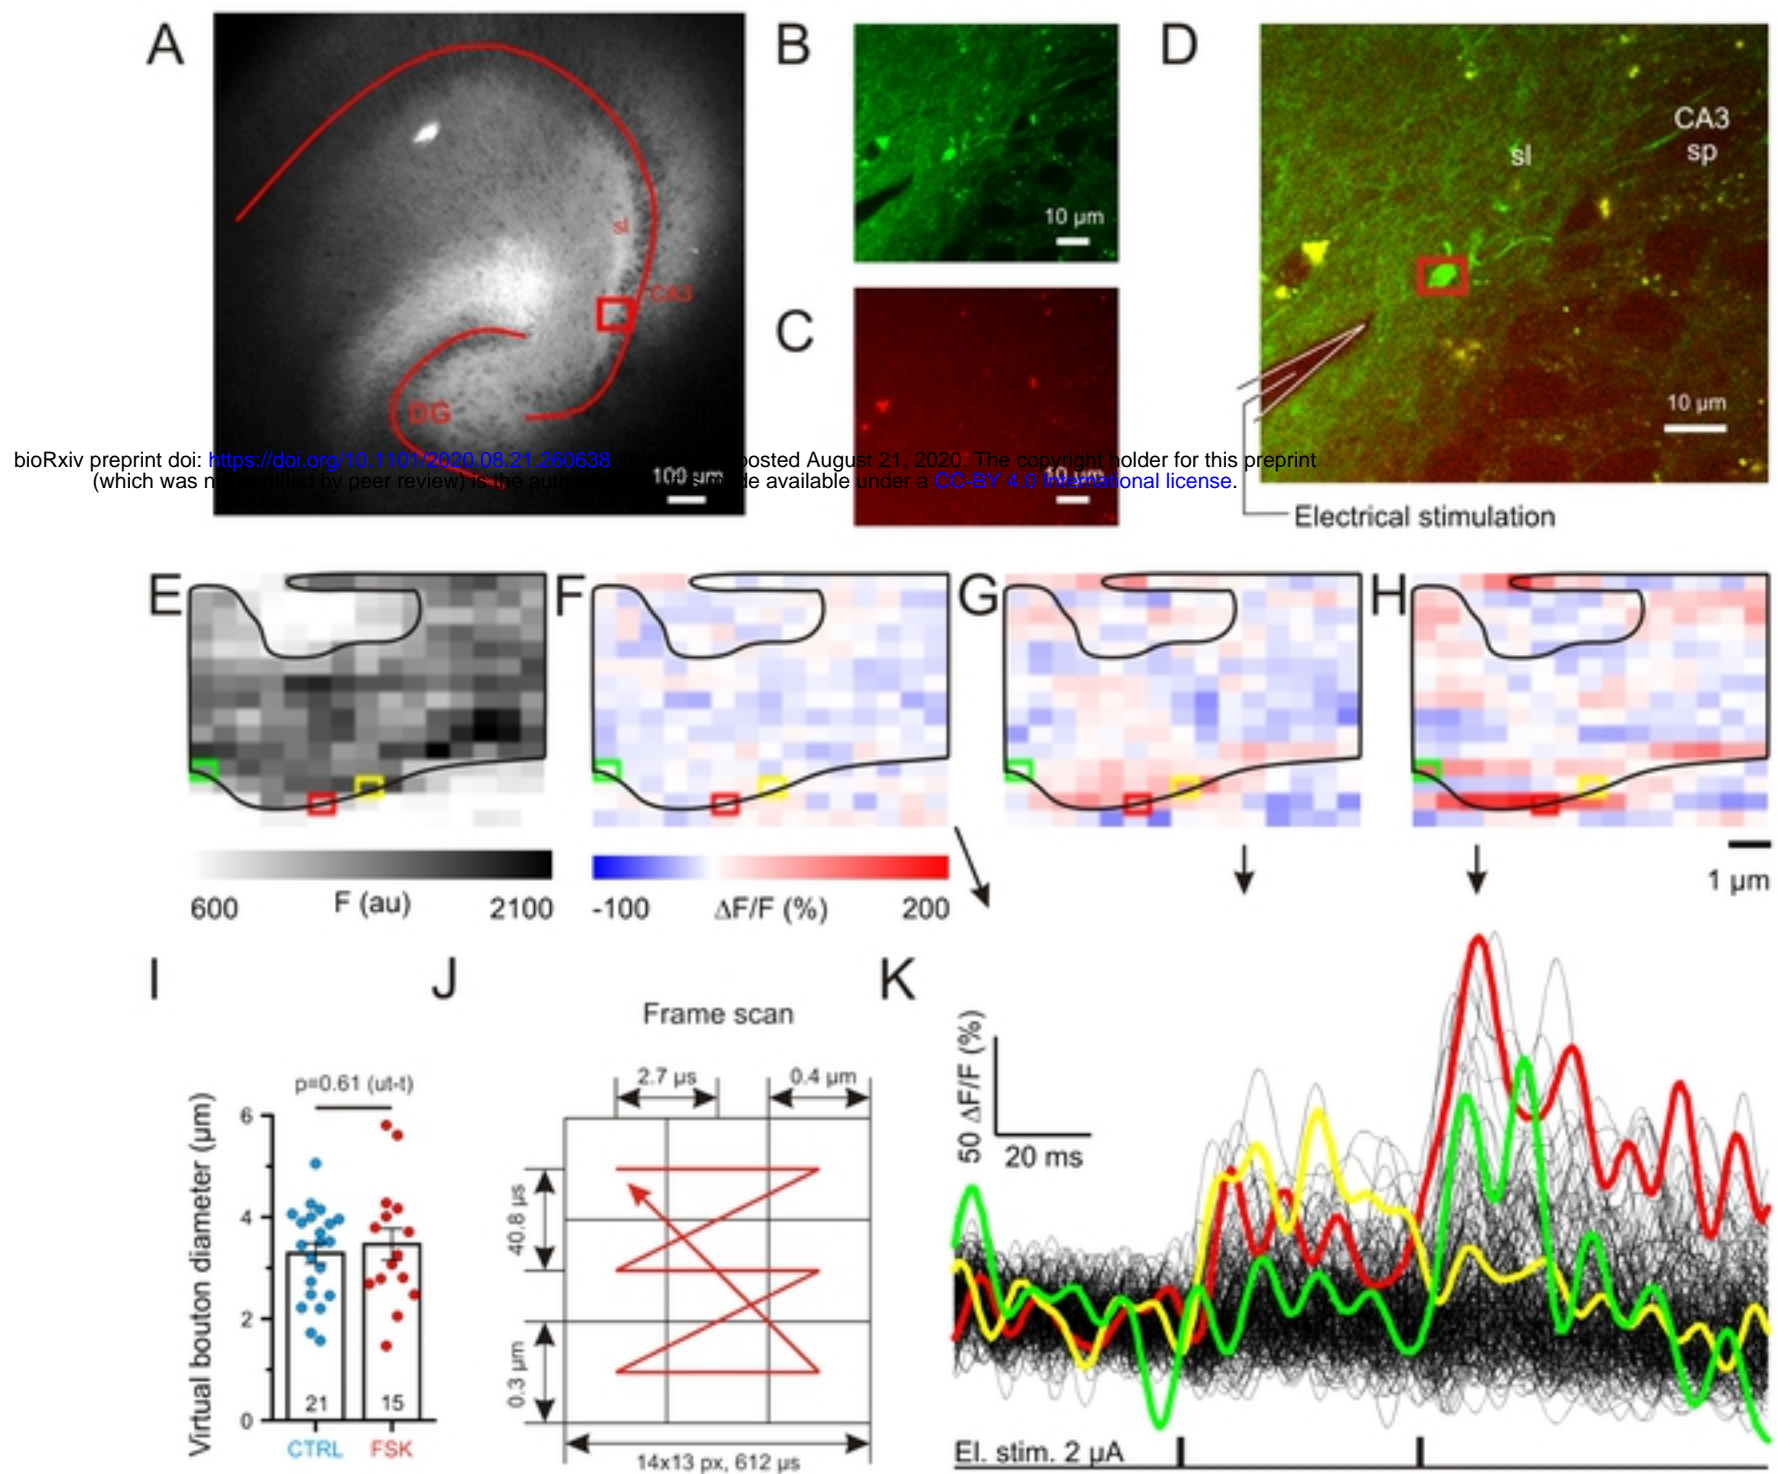 A
B
C
D
sl
CA3
DG
100 µm
10 µm
10 µm
sl
CA3
sp
10 µm
Electrical stimulation
bioRxiv preprint doi: https://doi.org/10.1101/2020.08.21.260638 posted August 21, 2020. The copyright holder for this preprint
(which was by peer review) is the available under a CC-BY 4.0 International license.
E
F
G
H
600
F (au)
2100
-100
ΔF/F (%)
200
1 µm
I
Virtual bouton diameter (µm)
p=0.61 (ut-t)
6
4
2
0
21
15
CTRL
FSK
J
Frame scan
2.7 µs
0.4 µm
40.8 µs
0.3 µm
14x13 px, 612 µs
K
50 ΔF/F (%)
20 ms
El. stim. 2 µA